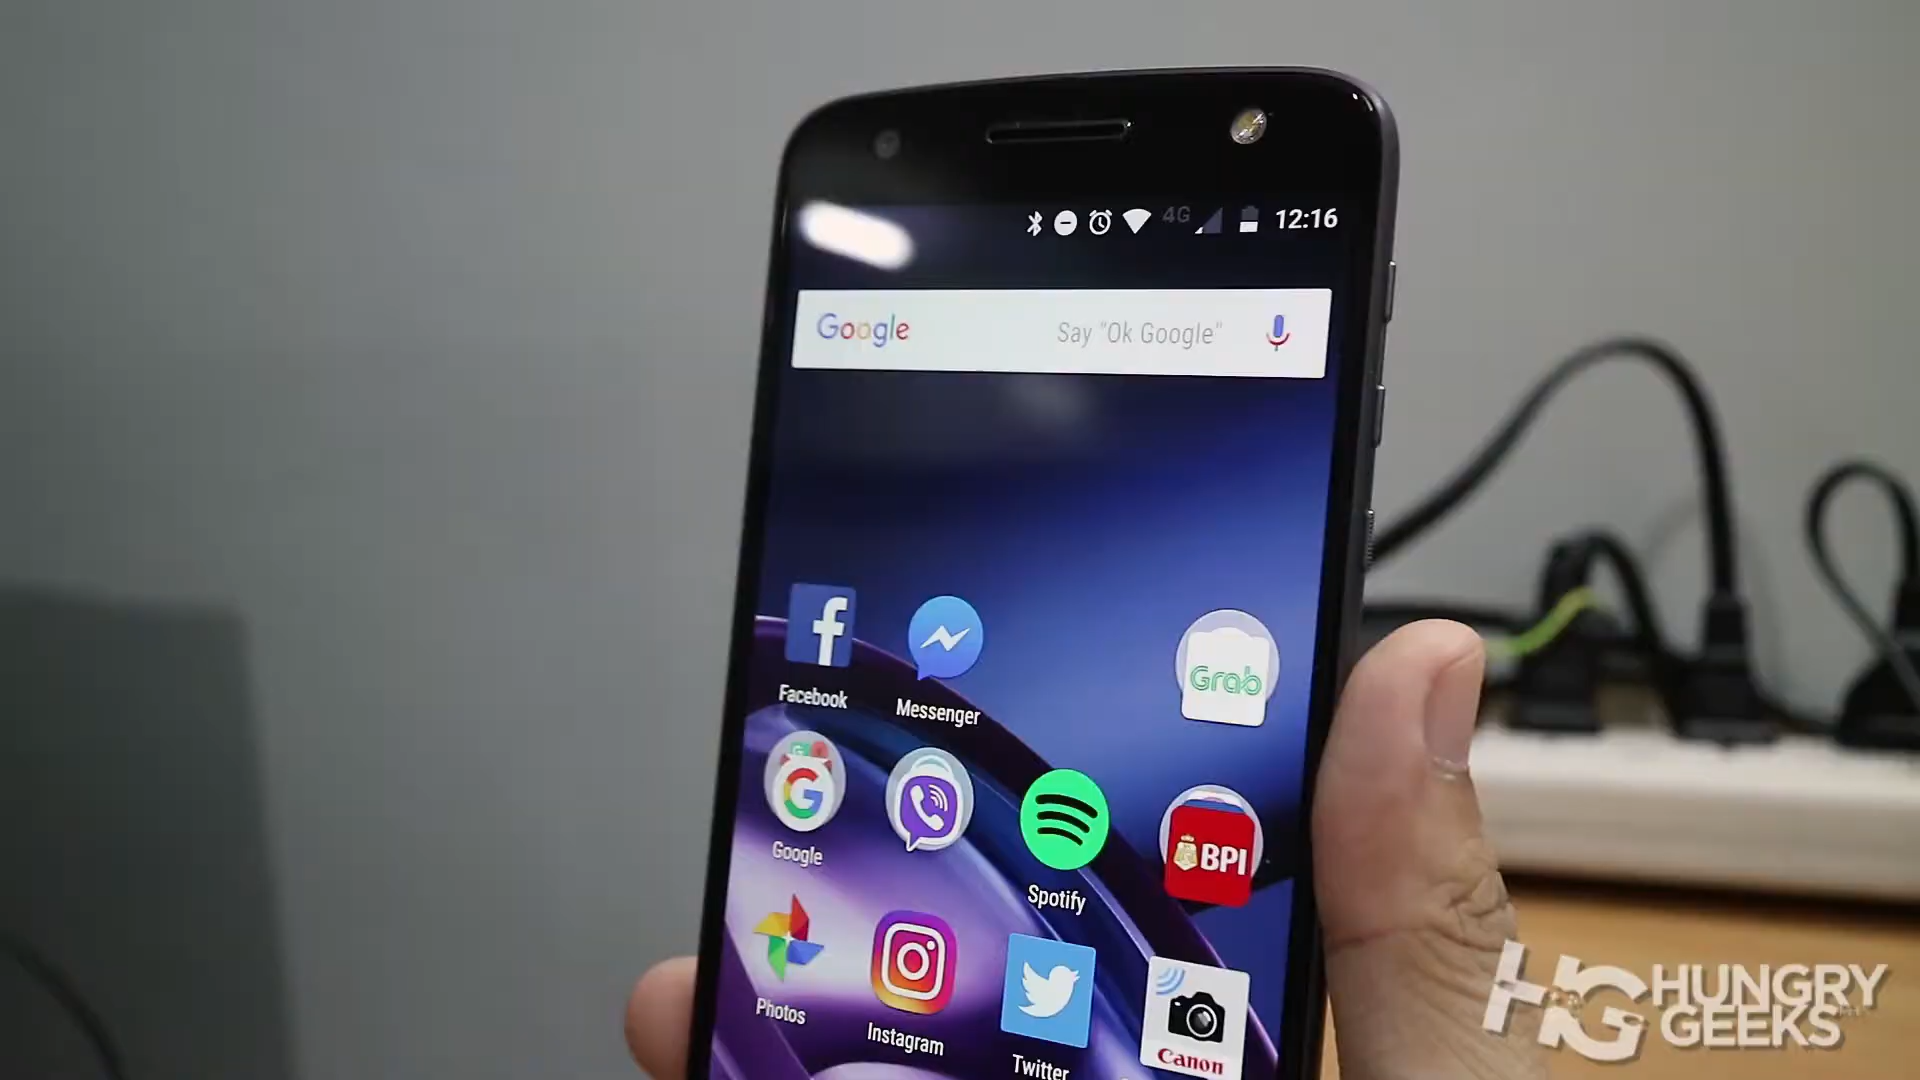 4G 12:16
Google Say "Ok Google"
Facebook
Messenger
Grab
G
Google
Spotify
BPI
Photos
Instagram
Twitter
Canon
HG HUNGRY
GEEKS